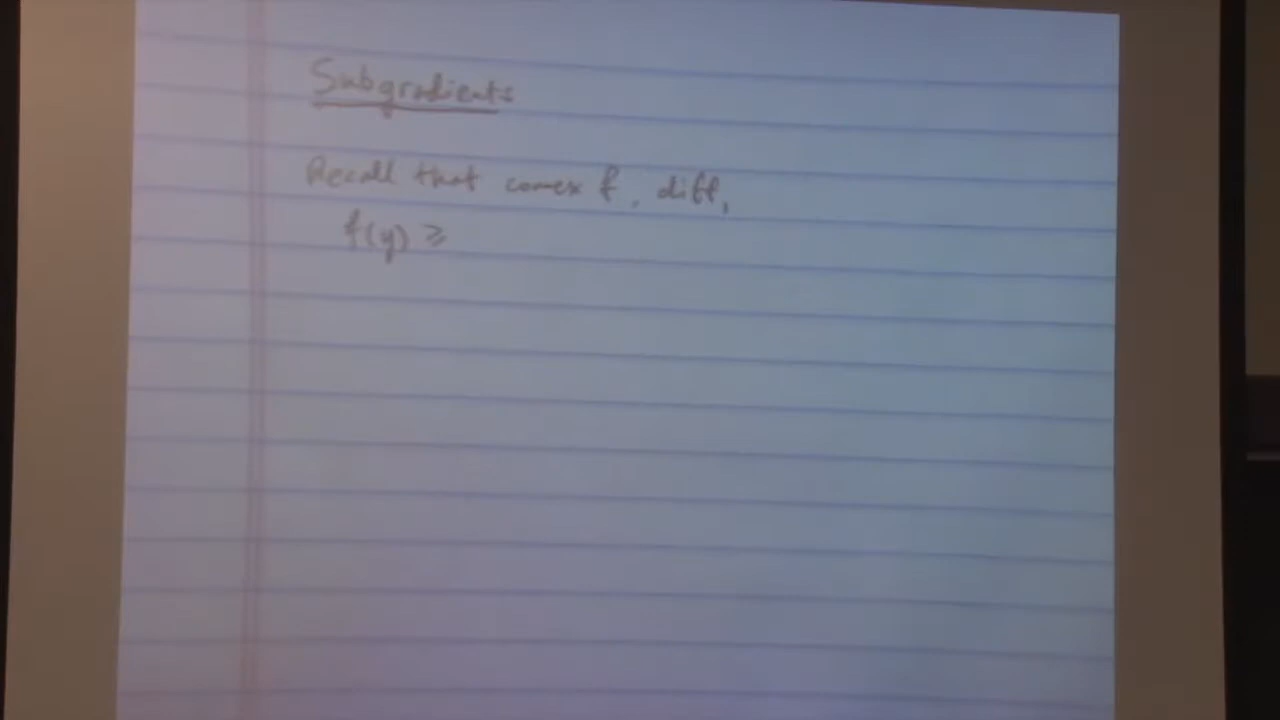 Subgradients
Recall that convex f, diff,
f(y) ≥